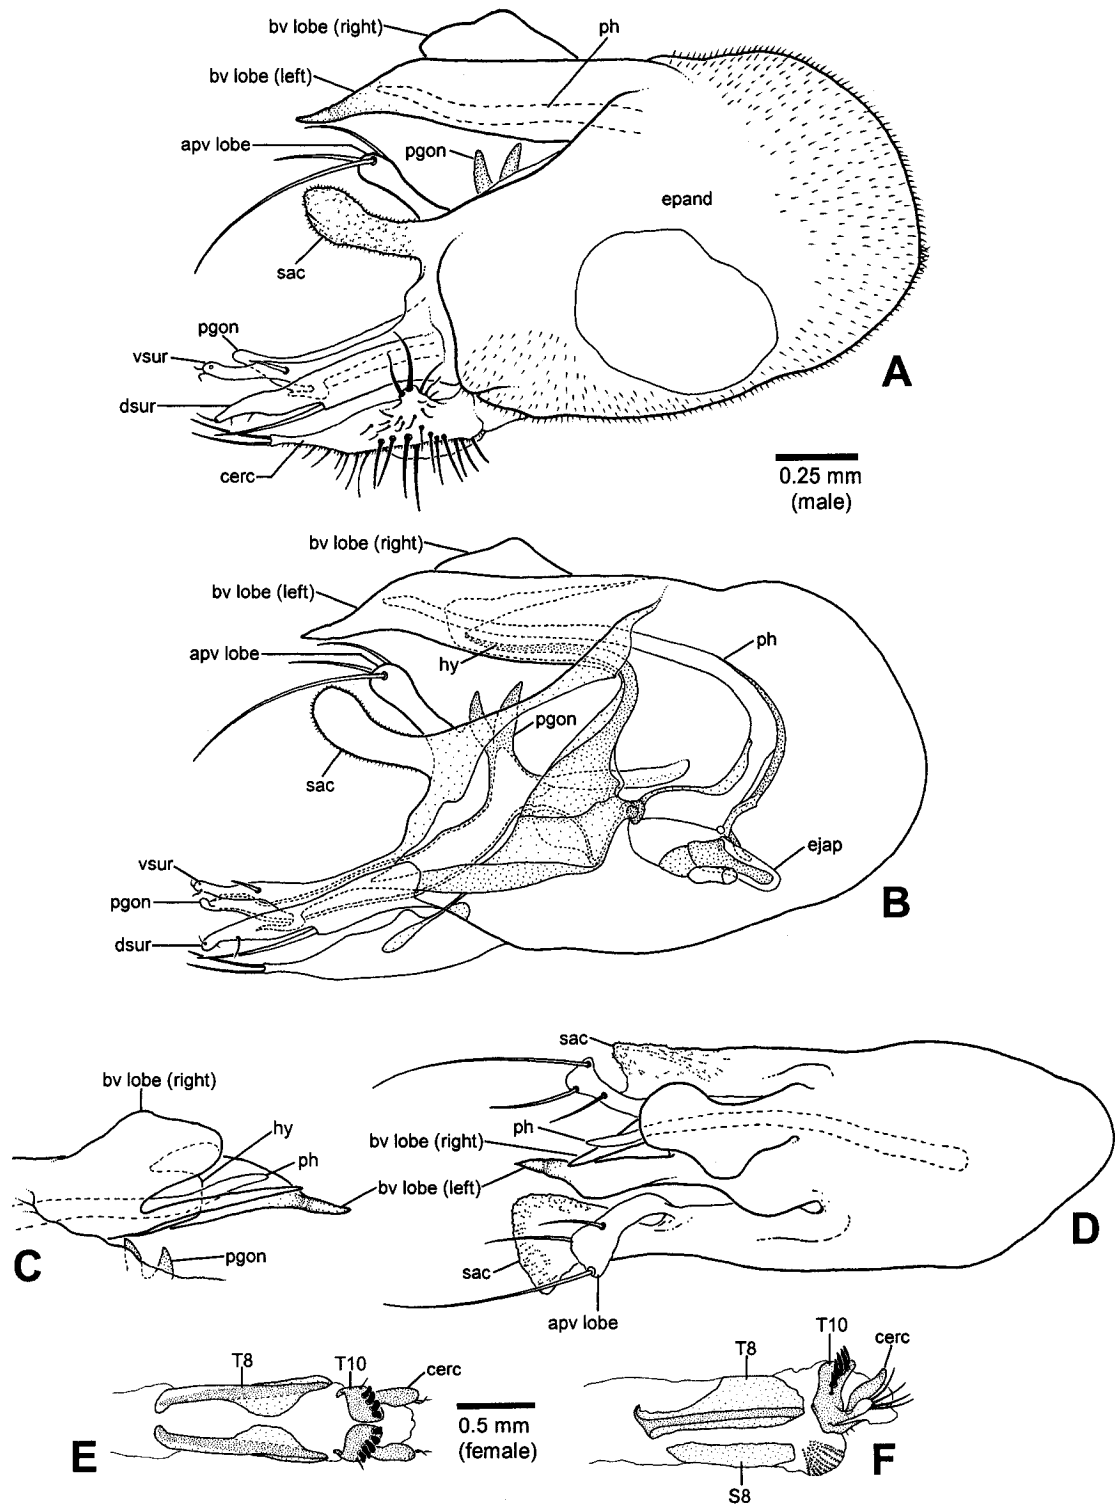 bv lobe (right)
ph
bv lobe (left)
apv lobe
pgon
epand
sac
pgon
vsur
dsur
cerc
A
0.25 mm
(male)
bv lobe (right)
bv lobe (left)
apv lobe
hy
ph
pgon
sac
ejap
vsur
pgon
dsur
B
sac
bv lobe (right)
hy
ph
ph
bv lobe (right)
bv lobe (left)
pgon
C
sac
D
apv lobe
T8
T10
cerc
E
0.5 mm
(female)
T10
cerc
T8
F
S8